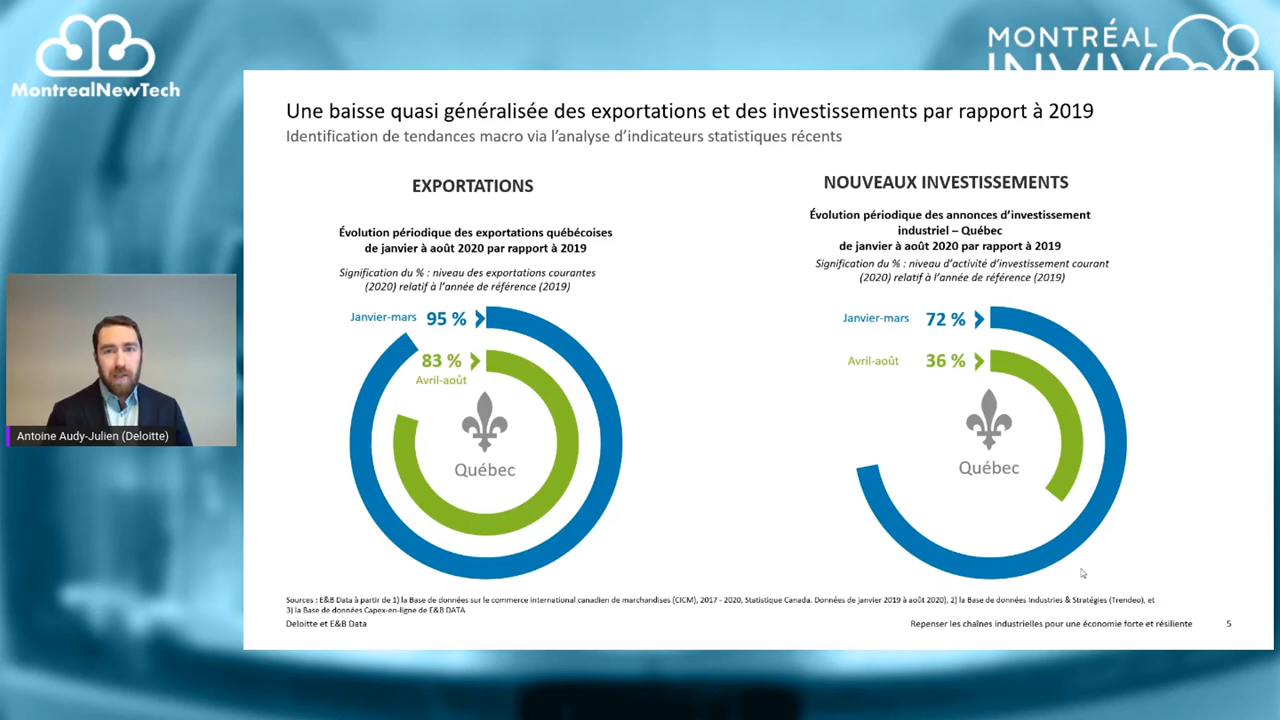 MontrealNewTech
MONTRÉAL
INVIVO
Une baisse quasi généralisée des exportations et des investissements par rapport à 2019
Identification de tendances macro via l'analyse d'indicateurs statistiques récents
EXPORTATIONS
Évolution périodique des exportations québécoises
de janvier à août 2020 par rapport à 2019
Signification du % : niveau des exportations courantes
(2020) relatif à l'année de référence (2019)
Janvier-mars 95 %
83 %
Avril-août
Québec
NOUVEAUX INVESTISSEMENTS
Évolution périodique des annonces d'investissement
industriel – Québec
de janvier à août 2020 par rapport à 2019
Signification du % : niveau d'activité d'investissement courant
(2020) relatif à l'année de référence (2019)
Janvier-mars 72 %
Avril-août 36 %
Québec
Antoine Audy-Julien (Deloitte)
Sources : E&B Data à partir de 1) la Base de données sur le commerce international canadien de marchandises (CICM), 2017 - 2020, Statistique Canada. Données de janvier 2019 à août 2020), 2) la Base de données Industries & Stratégies (Trendeo), et
3) la Base de données Capex-en-ligne de E&B DATA
Deloitte et E&B Data
Repenser les chaînes industrielles pour une économie forte et résiliente
5